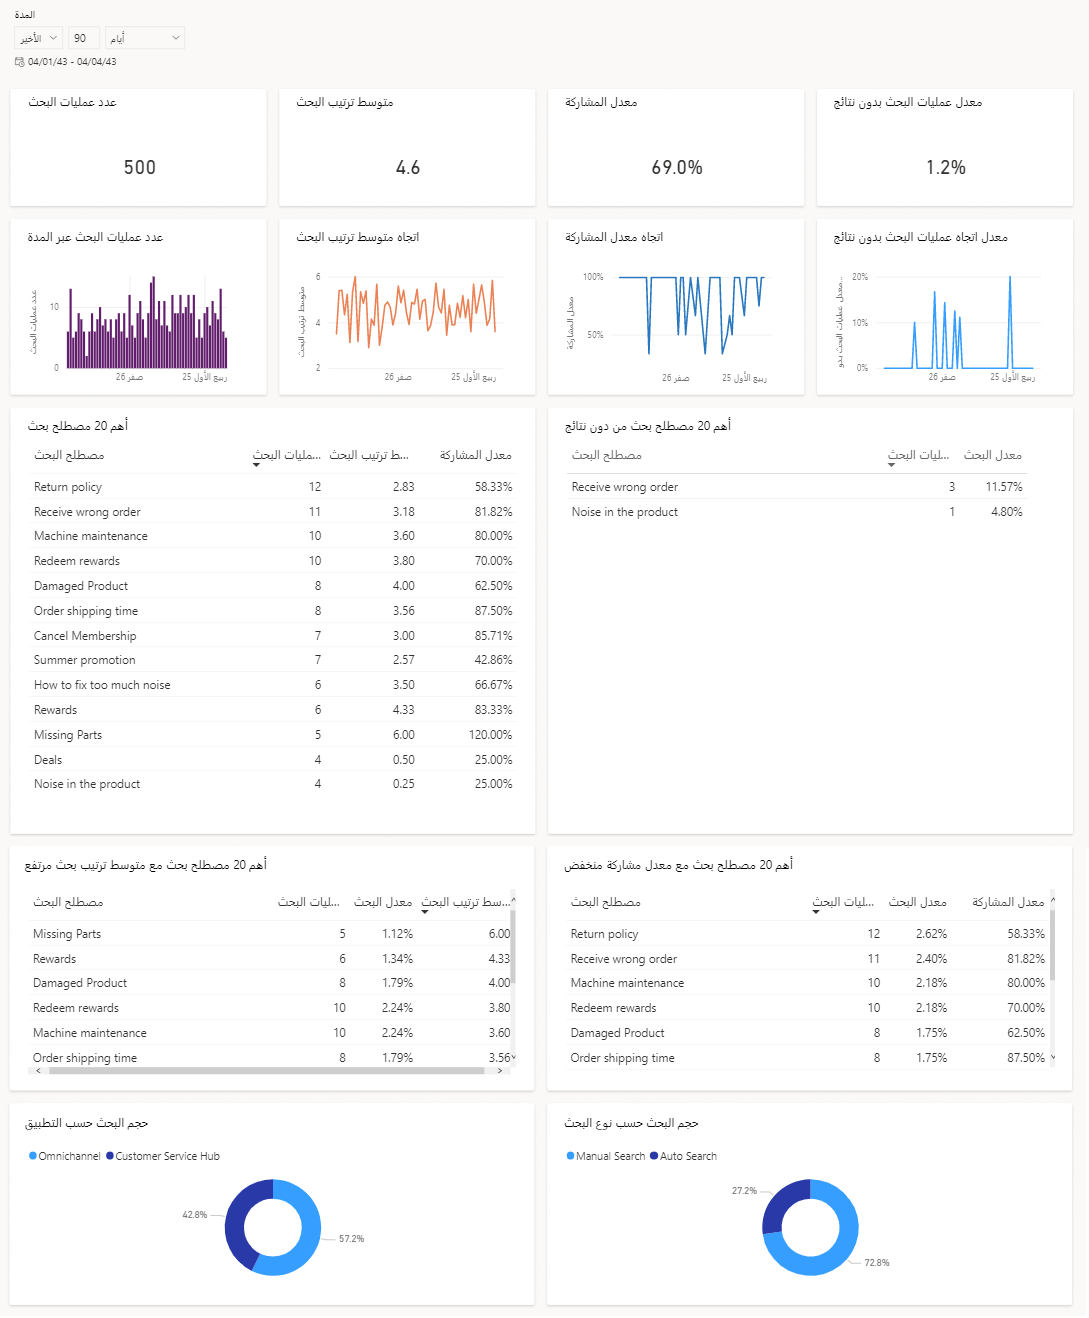 المدة
الأخير
90
أيام
04/01/43 - 04/04/43
عدد عمليات البحث
500
متوسط ترتيب البحث
4.6
معدل المشاركة
69.0%
معدل عمليات البحث بدون نتائج
1.2%
عدد عمليات البحث عبر المدة
عدد عمليات البحث
10
0
صفر 26
ربيع الأول 25
اتجاه متوسط ترتيب البحث
متوسط ترتيب البحث
6
4
2
صفر 26
ربيع الأول 25
اتجاه معدل المشاركة
معدل المشاركة
100%
50%
صفر 26
ربيع الأول 25
معدل اتجاه عمليات البحث بدون نتائج
معدل عمليات البحث بدو...
20%
10%
0%
صفر 26
ربيع الأول 25
أهم 20 مصطلح بحث
مصطلح البحث ...مليات البحث ...ط ترتيب البحث معدل المشاركة
Return policy 12 2.83 58.33%
Receive wrong order 11 3.18 81.82%
Machine maintenance 10 3.60 80.00%
Redeem rewards 10 3.80 70.00%
Damaged Product 8 4.00 62.50%
Order shipping time 8 3.56 87.50%
Cancel Membership 7 3.00 85.71%
Summer promotion 7 2.57 42.86%
How to fix too much noise 6 3.50 66.67%
Rewards 6 4.33 83.33%
Missing Parts 5 6.00 120.00%
Deals 4 0.50 25.00%
Noise in the product 4 0.25 25.00%
أهم 20 مصطلح بحث من دون نتائج
مصطلح البحث ...ليات البحث معدل البحث
Receive wrong order 3 11.57%
Noise in the product 1 4.80%
أهم 20 مصطلح بحث مع متوسط ترتيب بحث مرتفع
مصطلح البحث ...ليات البحث معدل البحث ...سط ترتيب البحث
Missing Parts 5 1.12% 6.00
Rewards 6 1.34% 4.33
Damaged Product 8 1.79% 4.00
Redeem rewards 10 2.24% 3.80
Machine maintenance 10 2.24% 3.60
Order shipping time 8 1.79% 3.56
أهم 20 مصطلح بحث مع معدل مشاركة منخفض
مصطلح البحث ...ليات البحث معدل البحث معدل المشاركة
Return policy 12 2.62% 58.33%
Receive wrong order 11 2.40% 81.82%
Machine maintenance 10 2.18% 80.00%
Redeem rewards 10 2.18% 70.00%
Damaged Product 8 1.75% 62.50%
Order shipping time 8 1.75% 87.50%
حجم البحث حسب التطبيق
Omnichannel Customer Service Hub
42.8%
57.2%
حجم البحث حسب نوع البحث
Manual Search Auto Search
27.2%
72.8%